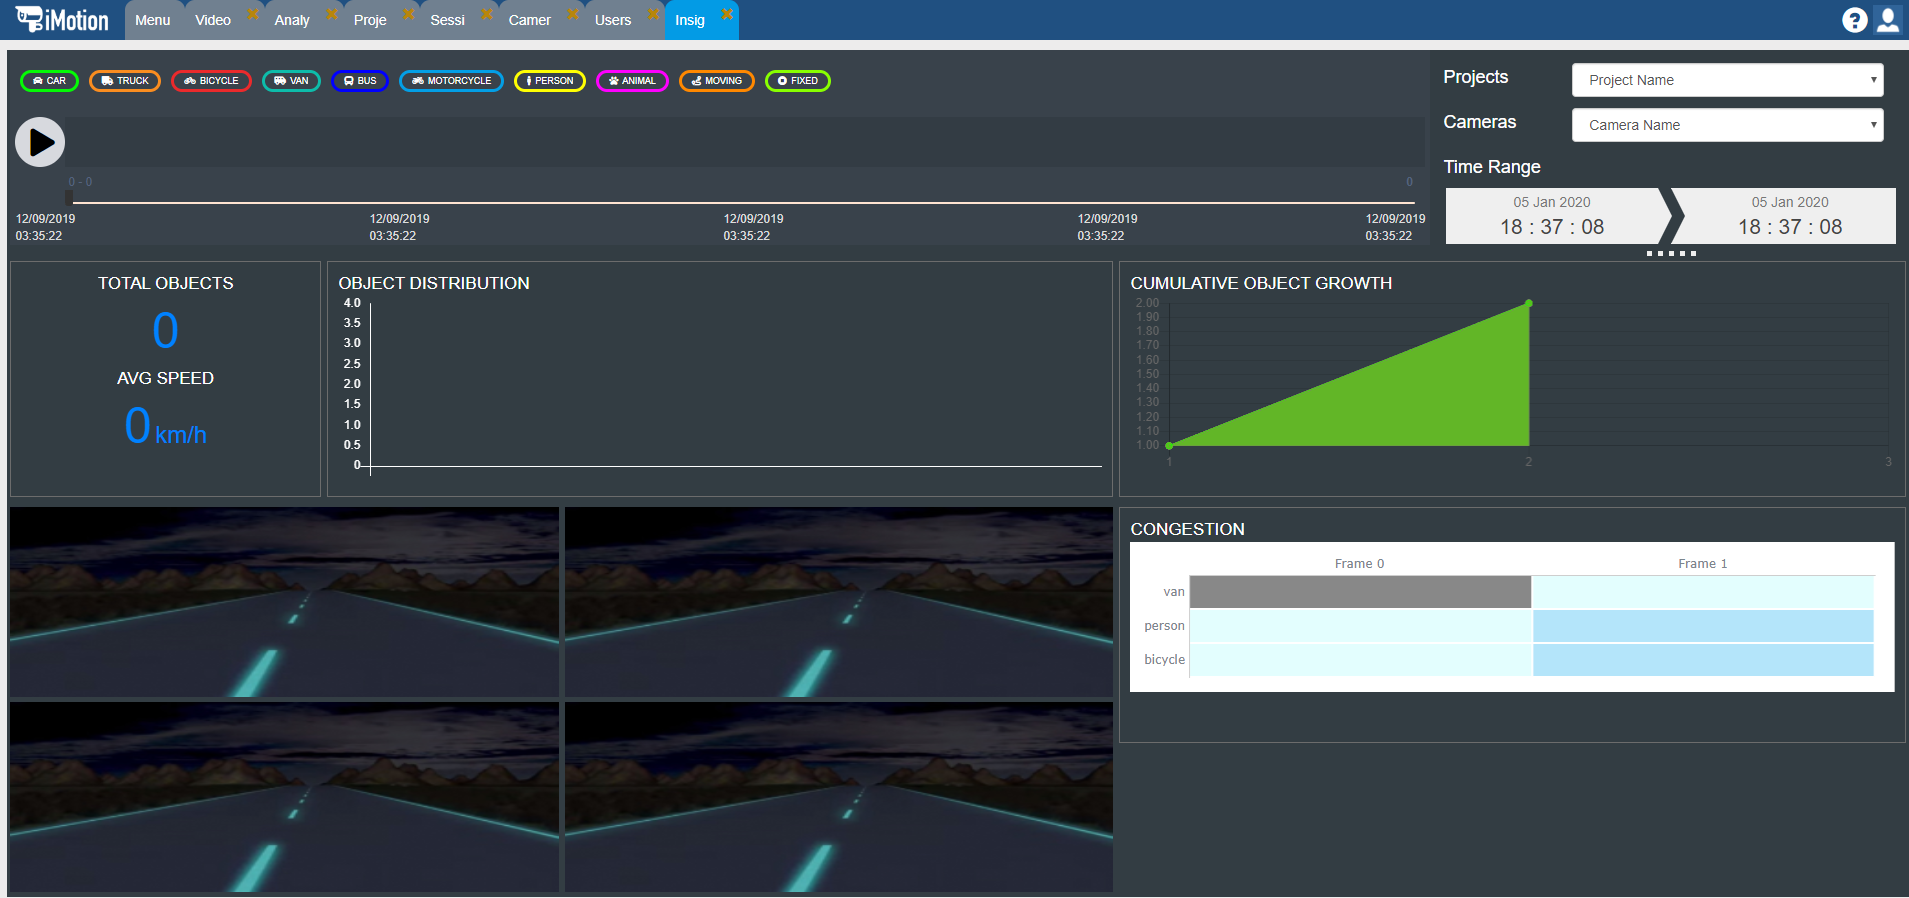 iMotion
Menu Video Analy Proje Sessi Camer Users Insig
?
CAR TRUCK BICYCLE VAN BUS MOTORCYCLE PERSON ANIMAL MOVING FIXED
Projects Project Name
Cameras Camera Name
Time Range
05 Jan 2020 05 Jan 2020
18 : 37 : 08 18 : 37 : 08
0 - 0 0
12/09/2019 12/09/2019 12/09/2019 12/09/2019 12/09/2019
03:35:22 03:35:22 03:35:22 03:35:22 03:35:22
TOTAL OBJECTS
0
AVG SPEED
0 km/h
OBJECT DISTRIBUTION
4.0
3.5
3.0
2.5
2.0
1.5
1.0
0.5
0
CUMULATIVE OBJECT GROWTH
2.00
1.90
1.80
1.70
1.60
1.50
1.40
1.30
1.20
1.10
1.00
1 2 3
CONGESTION
Frame 0 Frame 1
van
person
bicycle